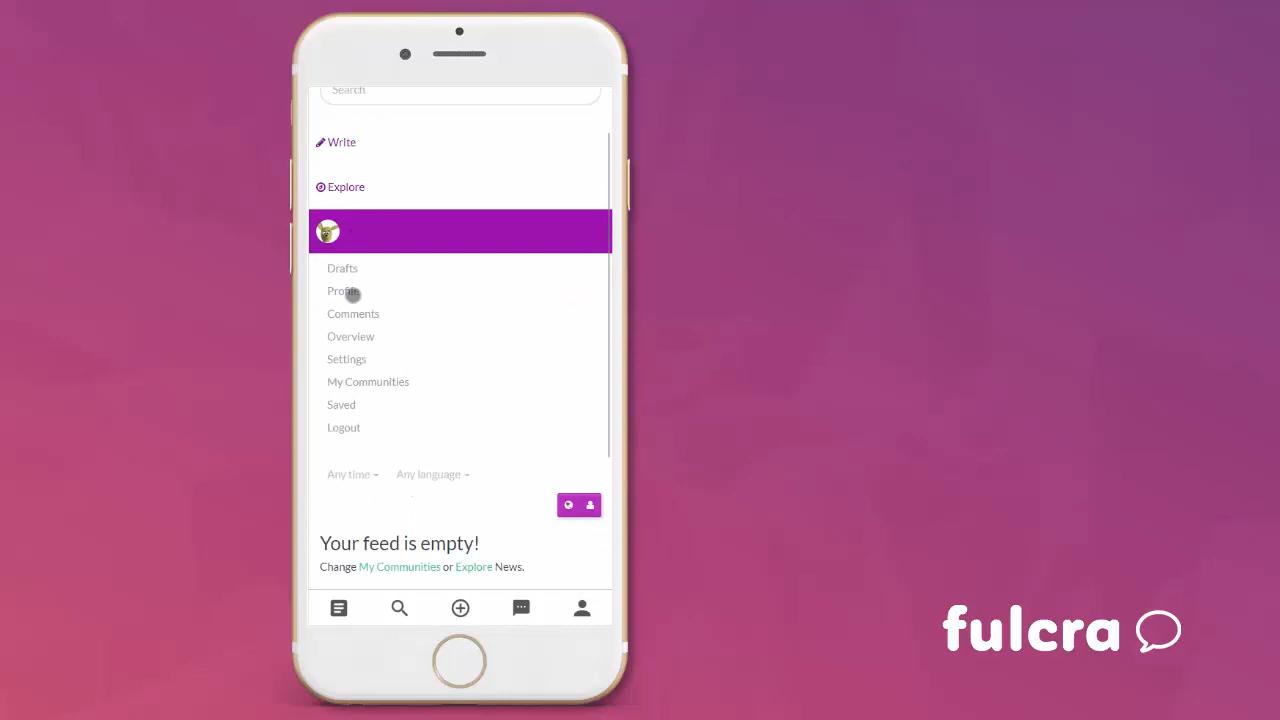 Search
Write
Explore
Drafts
Profile
Comments
Overview
Settings
My Communities
Saved
Logout
Any time Any language
Your feed is empty!
Change My Communities or Explore News.
fulcra